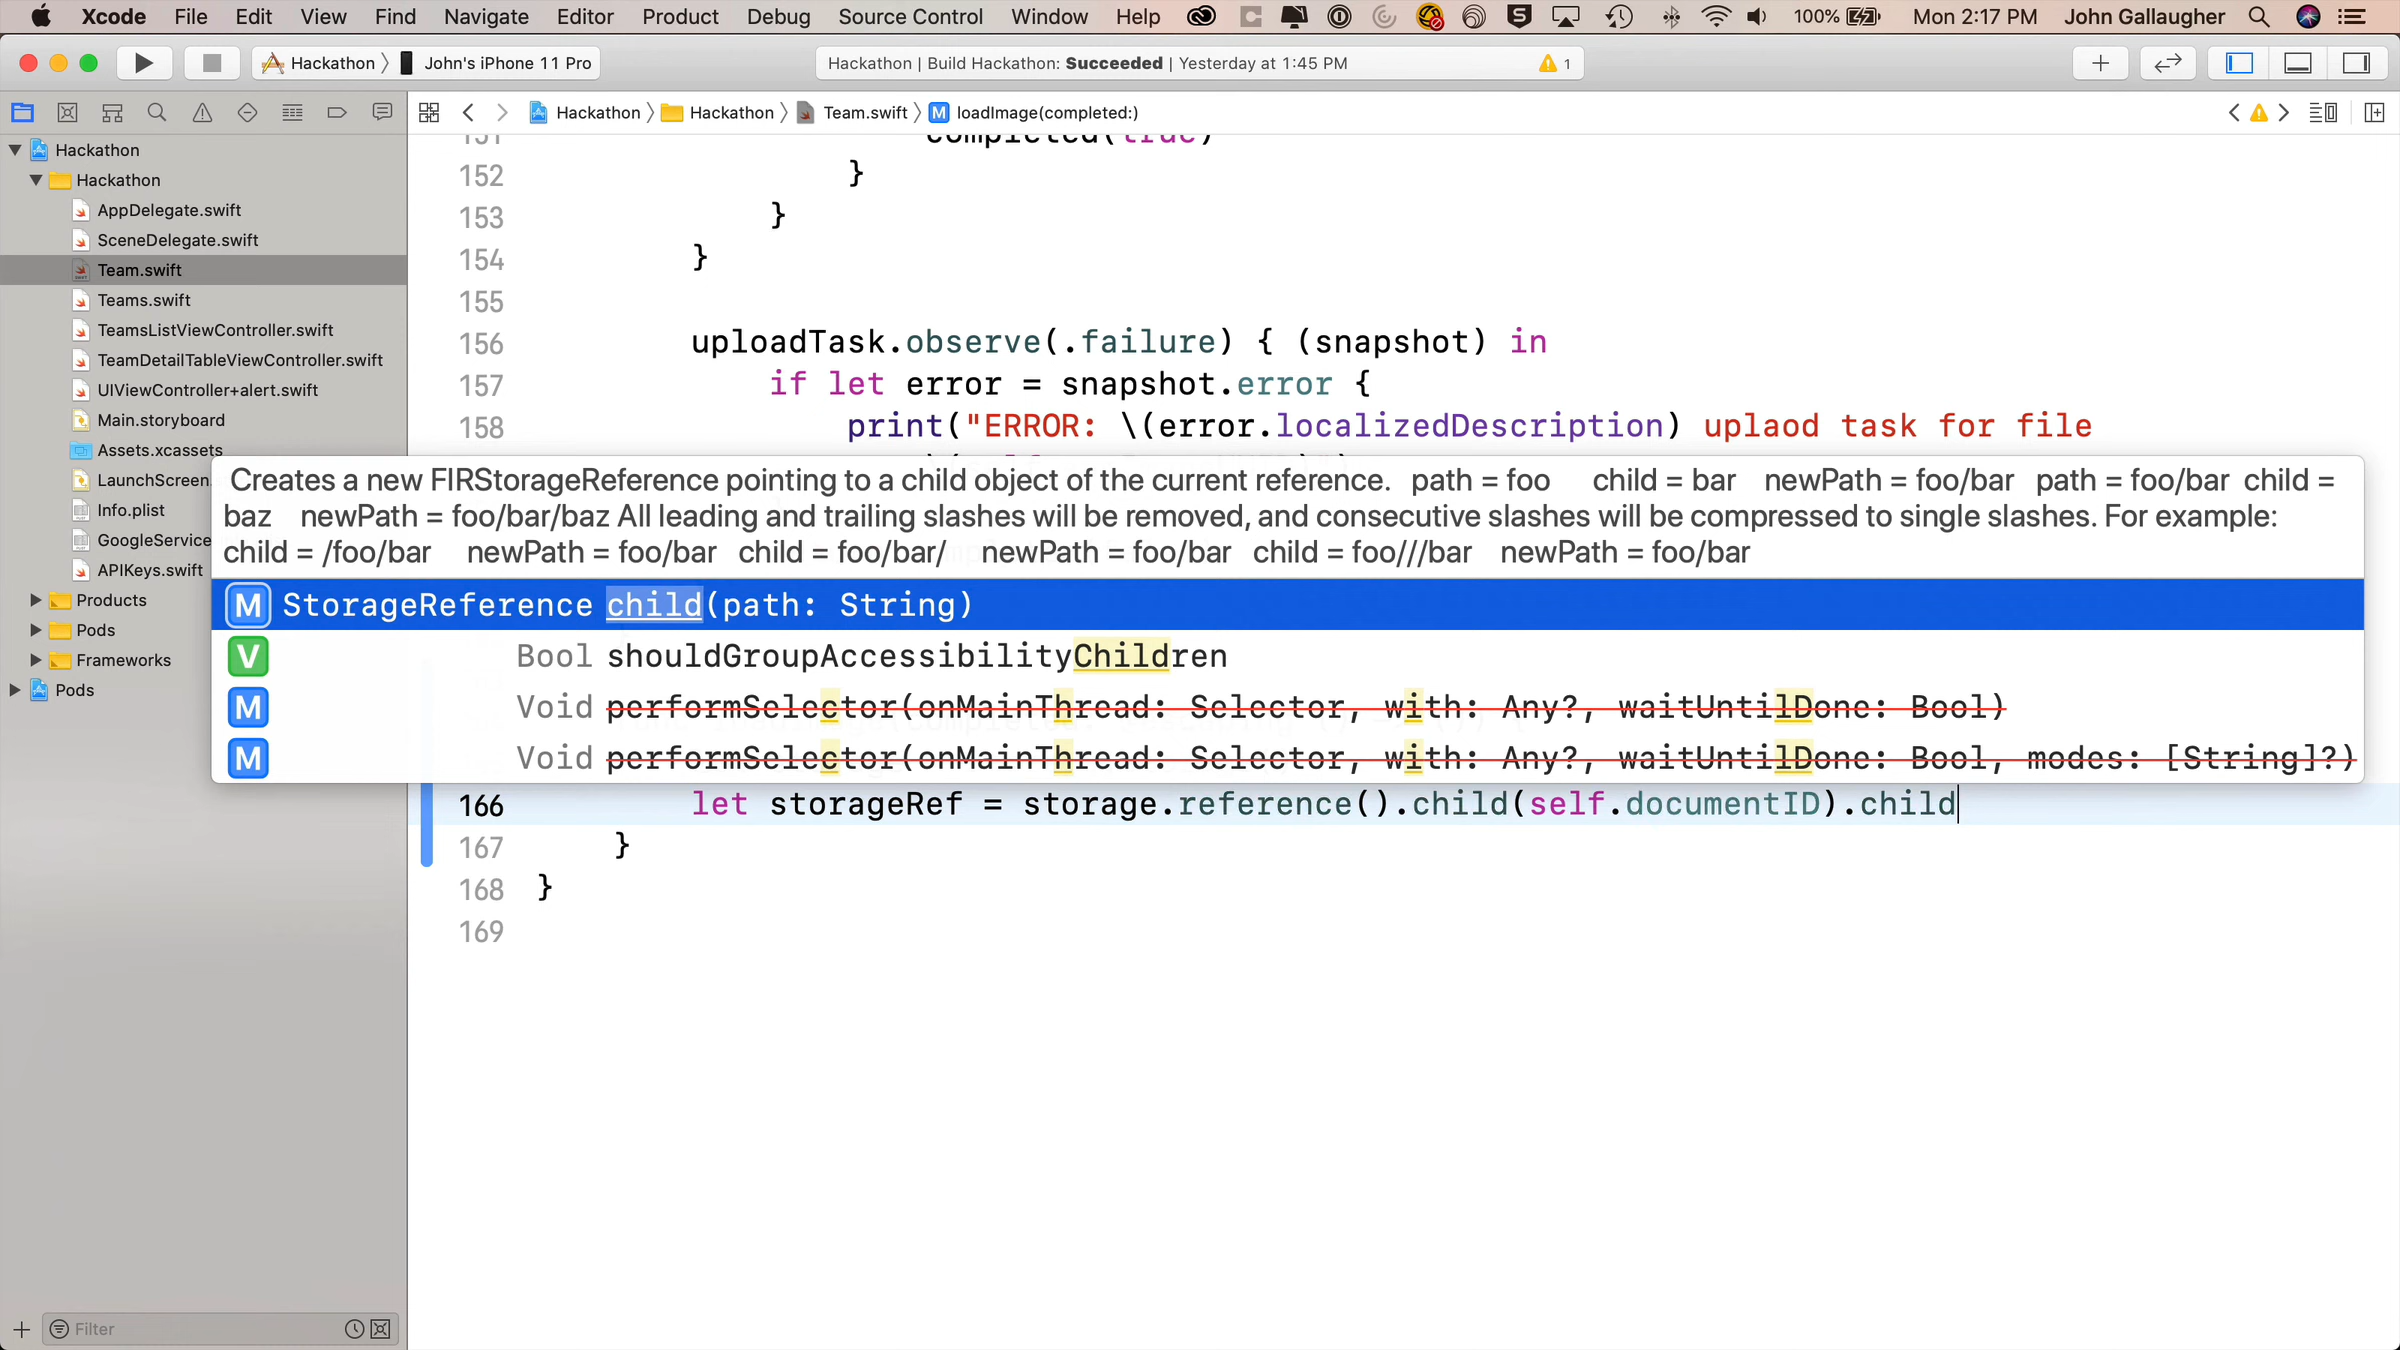 Xcode File Edit View Find Navigate Editor Product Debug Source Control Window Help 100% Mon 2:17 PM John Gallaugher
Hackathon 〉 John's iPhone 11 Pro
Hackathon | Build Hackathon: Succeeded | Yesterday at 1:45 PM 1
Hackathon 〉 Hackathon 〉 Team.swift 〉 M loadImage(completed:)
Hackathon
Hackathon
AppDelegate.swift
SceneDelegate.swift
Team.swift
Teams.swift
TeamsListViewController.swift
TeamDetailTableViewController.swift
UIViewController+alert.swift
Main.storyboard
Assets.xcassets
LaunchScreen.
Info.plist
GoogleService
APIKeys.swift
Products
Pods
Frameworks
Pods
Filter
151 completed(true)
152 }
153 }
154 }
155
156 uploadTask.observe(.failure) { (snapshot) in
157 if let error = snapshot.error {
158 print("ERROR: \(error.localizedDescription) uplaod task for file
Creates a new FIRStorageReference pointing to a child object of the current reference. path = foo child = bar newPath = foo/bar path = foo/bar child =
baz newPath = foo/bar/baz All leading and trailing slashes will be removed, and consecutive slashes will be compressed to single slashes. For example:
child = /foo/bar newPath = foo/bar child = foo/bar/ newPath = foo/bar child = foo///bar newPath = foo/bar
M StorageReference child(path: String)
V Bool shouldGroupAccessibilityChildren
M Void performSelector(onMainThread: Selector, with: Any?, waitUntilDone: Bool)
M Void performSelector(onMainThread: Selector, with: Any?, waitUntilDone: Bool, modes: [String]?)
166 let storageRef = storage.reference().child(self.documentID).child
167 }
168 }
169